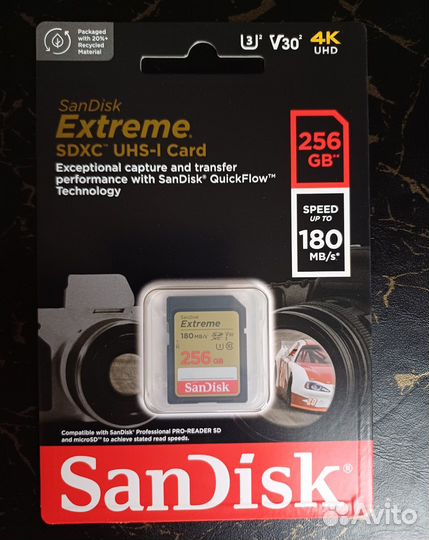 Packaged
with 20%+
Recycled
Material
U3² V30² 4K
UHD
SanDisk
Extreme®
SDXC™ UHS-I Card
Exceptional capture and transfer
performance with SanDisk® QuickFlow™
Technology
256
GB**
SPEED
UP TO
180
MB/s*
SanDisk
Extreme
180 MB/s
V30
256 GB
SanDisk
Compatible with SanDisk® Professional PRO-READER SD
and microSD™ to achieve stated read speeds.
SanDisk®
Avito